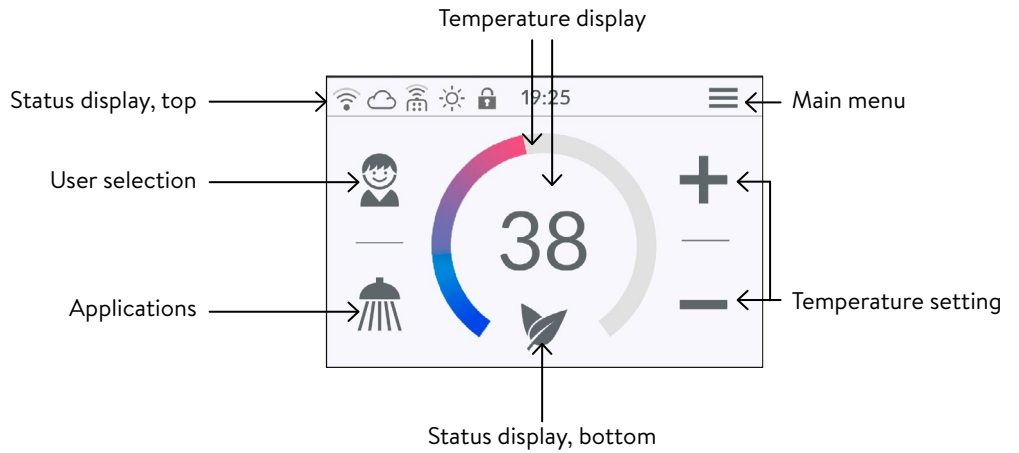 Temperature display
Status display, top
19:25
Main menu
User selection
38
Applications
Temperature setting
Status display, bottom